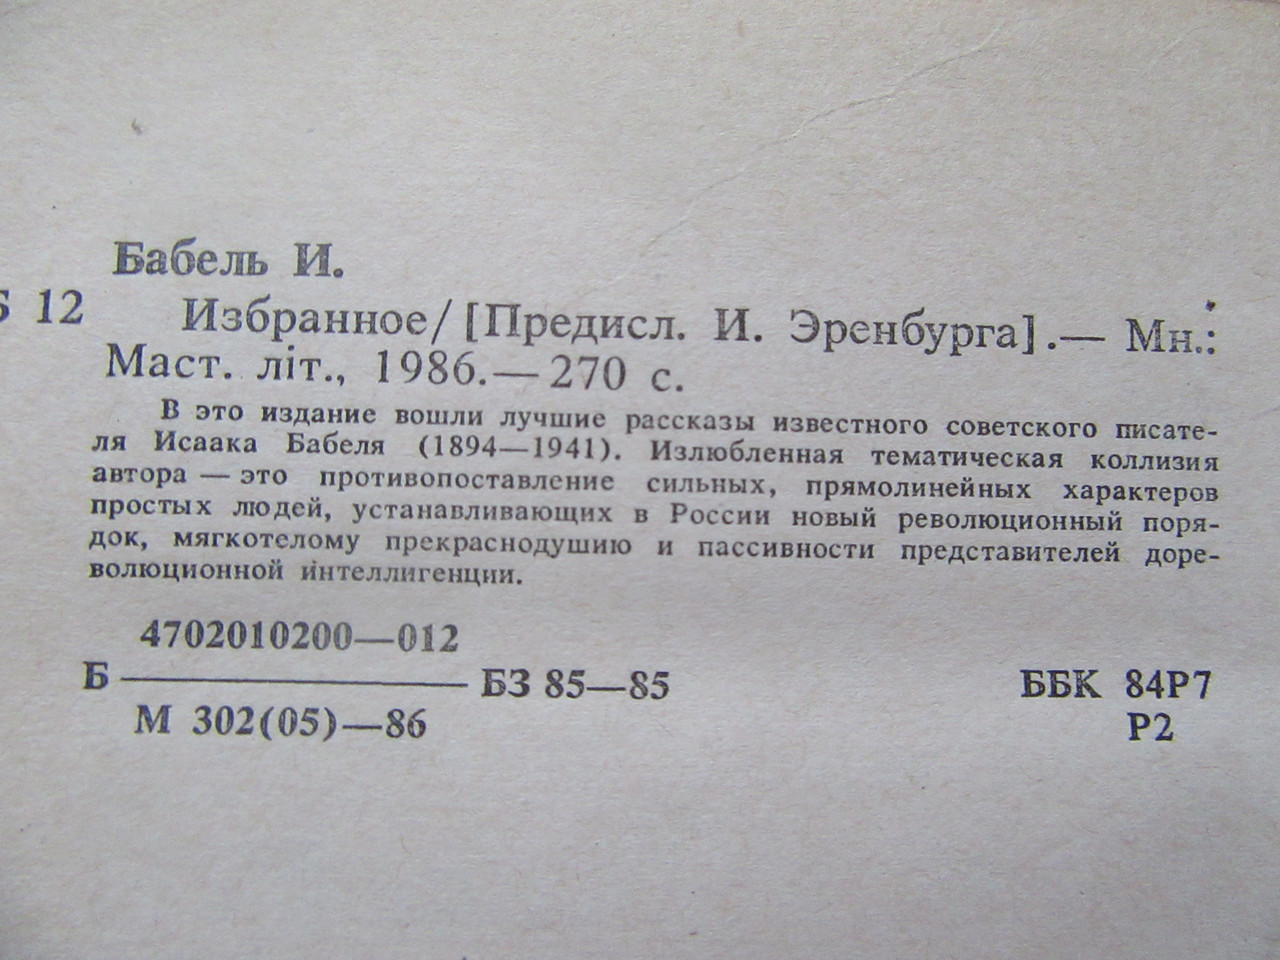 Бабель И.
Б 12 Избранное/[Предисл. И. Эренбурга].— Мн.:
Маст. літ., 1986.—270 с.
В это издание вошли лучшие рассказы известного советского писате-
ля Исаака Бабеля (1894—1941). Излюбленная тематическая коллизия
автора — это противопоставление сильных, прямолинейных характеров
простых людей, устанавливающих в России новый революционный поря-
док, мягкотелому прекраснодушию и пассивности представителей доре-
волюционной интеллигенции.
4702010200—012
Б БЗ 85—85 ББК 84Р7
М 302(05)—86 Р2